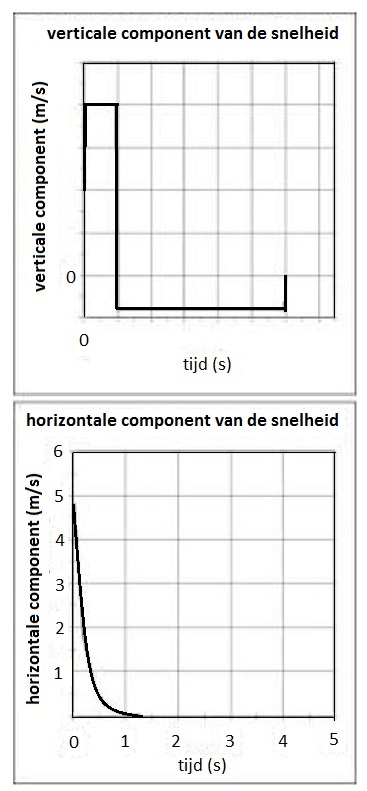 verticale component van de snelheid
verticale component (m/s)
0
0
tijd (s)
horizontale component van de snelheid
horizontale component (m/s)
6
5
4
3
2
1
0 1 2 3 4 5
tijd (s)